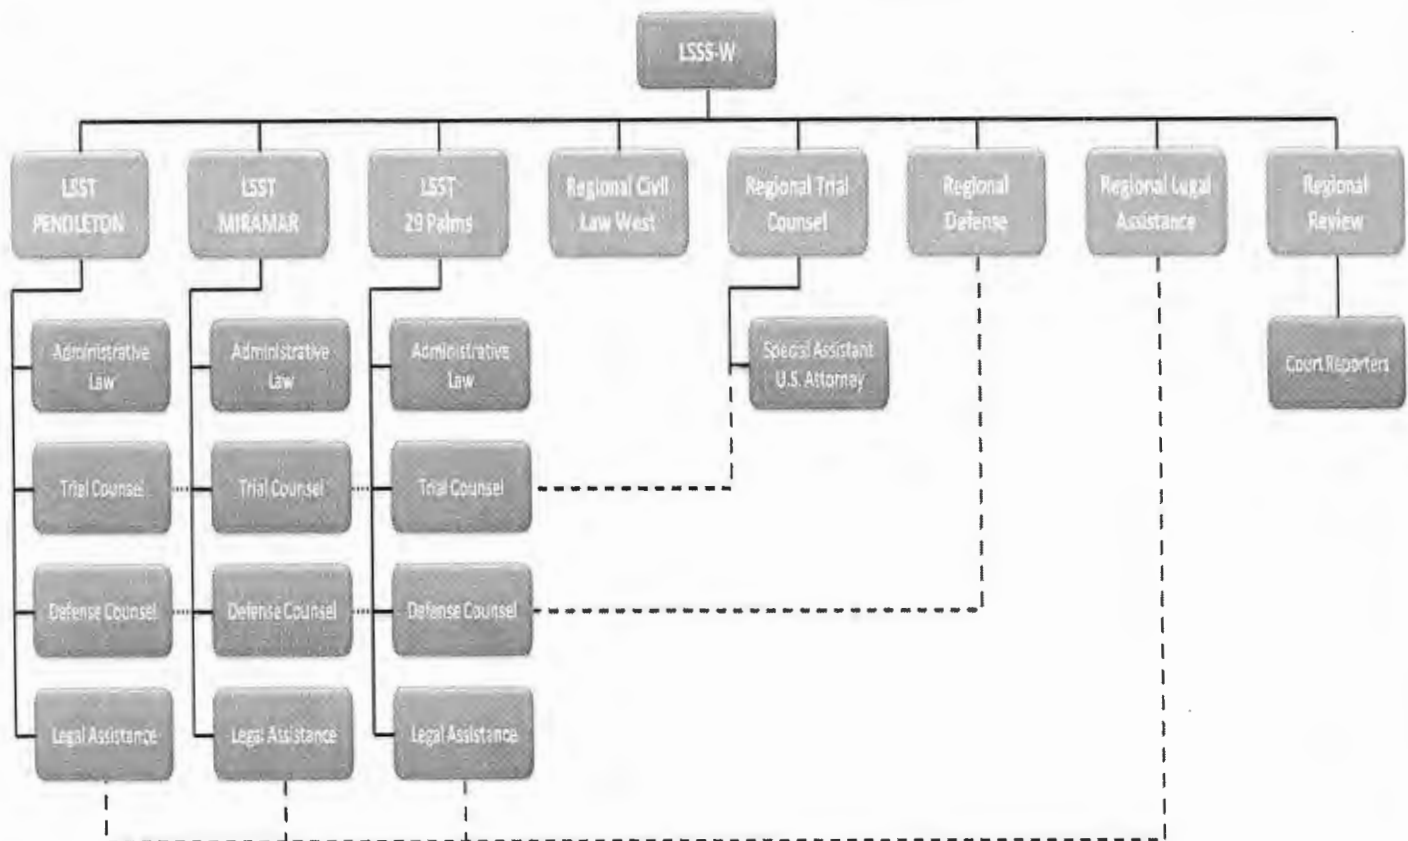 LSSS-W
LSST
PENDLETON
LSST
MIRAMAR
LSST
29 Palms
Regional Civil
Law West
Regional Trial
Counsel
Regional
Defense
Regional Legal
Assistance
Regional
Review
Administrative
Law
Administrative
Law
Administrative
Law
Special Assistant
U.S. Attorney
Court Reporters
Trial Counsel
Trial Counsel
Trial Counsel
Defense Counsel
Defense Counsel
Defense Counsel
Legal Assistance
Legal Assistance
Legal Assistance